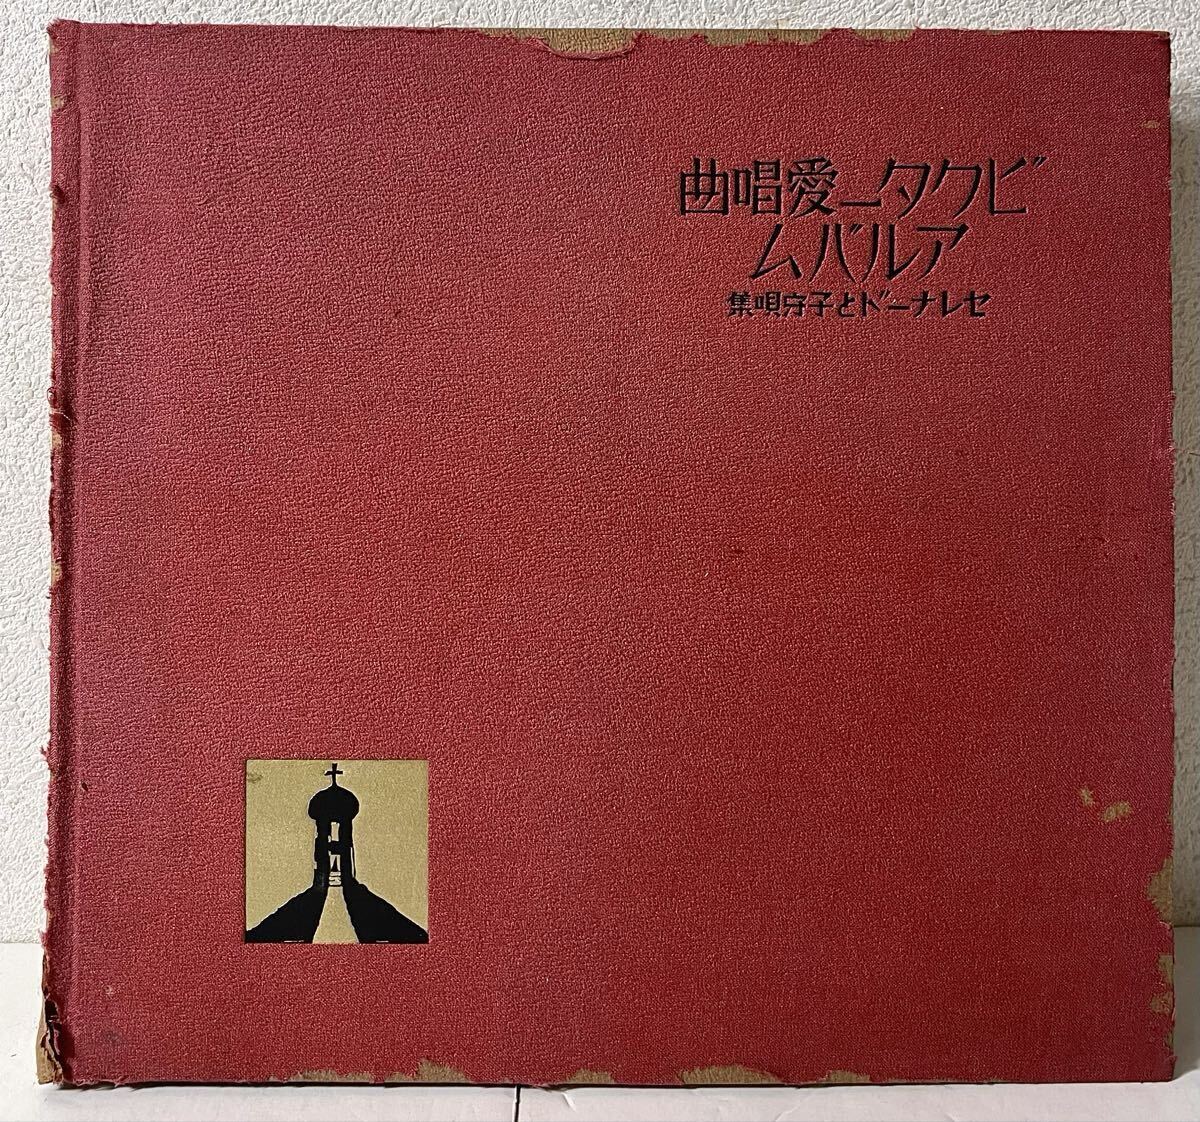 ビクター愛唱曲
アルバム
セレナードと子守唄集